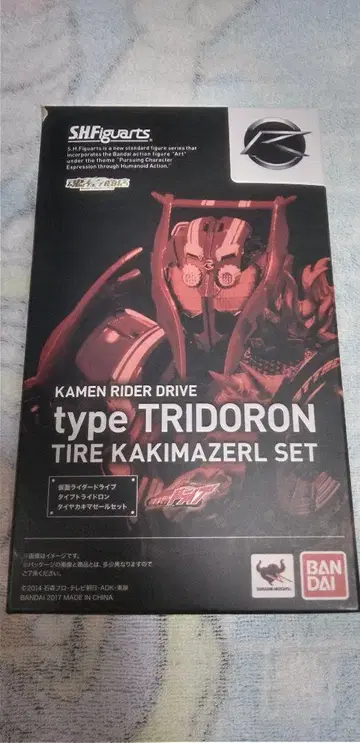 S.H.Figuarts
S.H.Figuarts is a new standard figure series that
incorporates the Bandai action figure "Art"
under the theme "Pursuing Character
Expression through Humanoid Action."
KAMEN RIDER DRIVE
type TRIDORON
TIRE KAKIMAZERL SET
仮面ライダードライブ
タイプトライドロン
タイヤカキマゼールセット
※画像はイメージです。
※パッケージの画像と商品とは、多少異なりますので
ご了承ください。
©2014 石森プロ・テレビ朝日・ADK・東映
BANDAI 2017 MADE IN CHINA
BAN
DAI